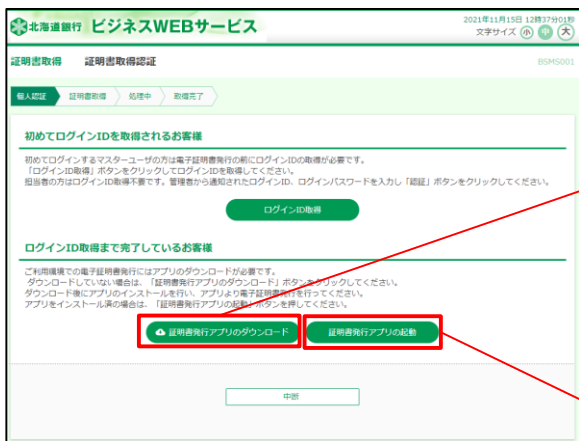 北海道銀行 ビジネスWEBサービス
2021年11月15日 12時37分01秒
文字サイズ 小 中 大
証明書取得 証明書取得認証
BSMS001
個人認証 証明書取得 処理中 取得完了
初めてログインIDを取得されるお客様
初めてログインするマスターユーザの方は電子証明書発行の前にログインIDの取得が必要です。
「ログインID取得」ボタンをクリックしてログインIDを取得してください。
担当者の方はログインID取得不要です。管理者から通知されたログインID、ログインパスワードを入力し「認証」ボタンをクリックしてください。
ログインID取得
ログインID取得まで完了しているお客様
ご利用環境での電子証明書発行にはアプリのダウンロードが必要です。
ダウンロードしていない場合は、「証明書発行アプリのダウンロード」ボタンをクリックしてください。
ダウンロード後にアプリのインストールを行い、アプリより電子証明書発行を行ってください。
アプリをインストール済の場合は、「証明書発行アプリの起動」ボタンを押してください。
証明書発行アプリのダウンロード 証明書発行アプリの起動
中断